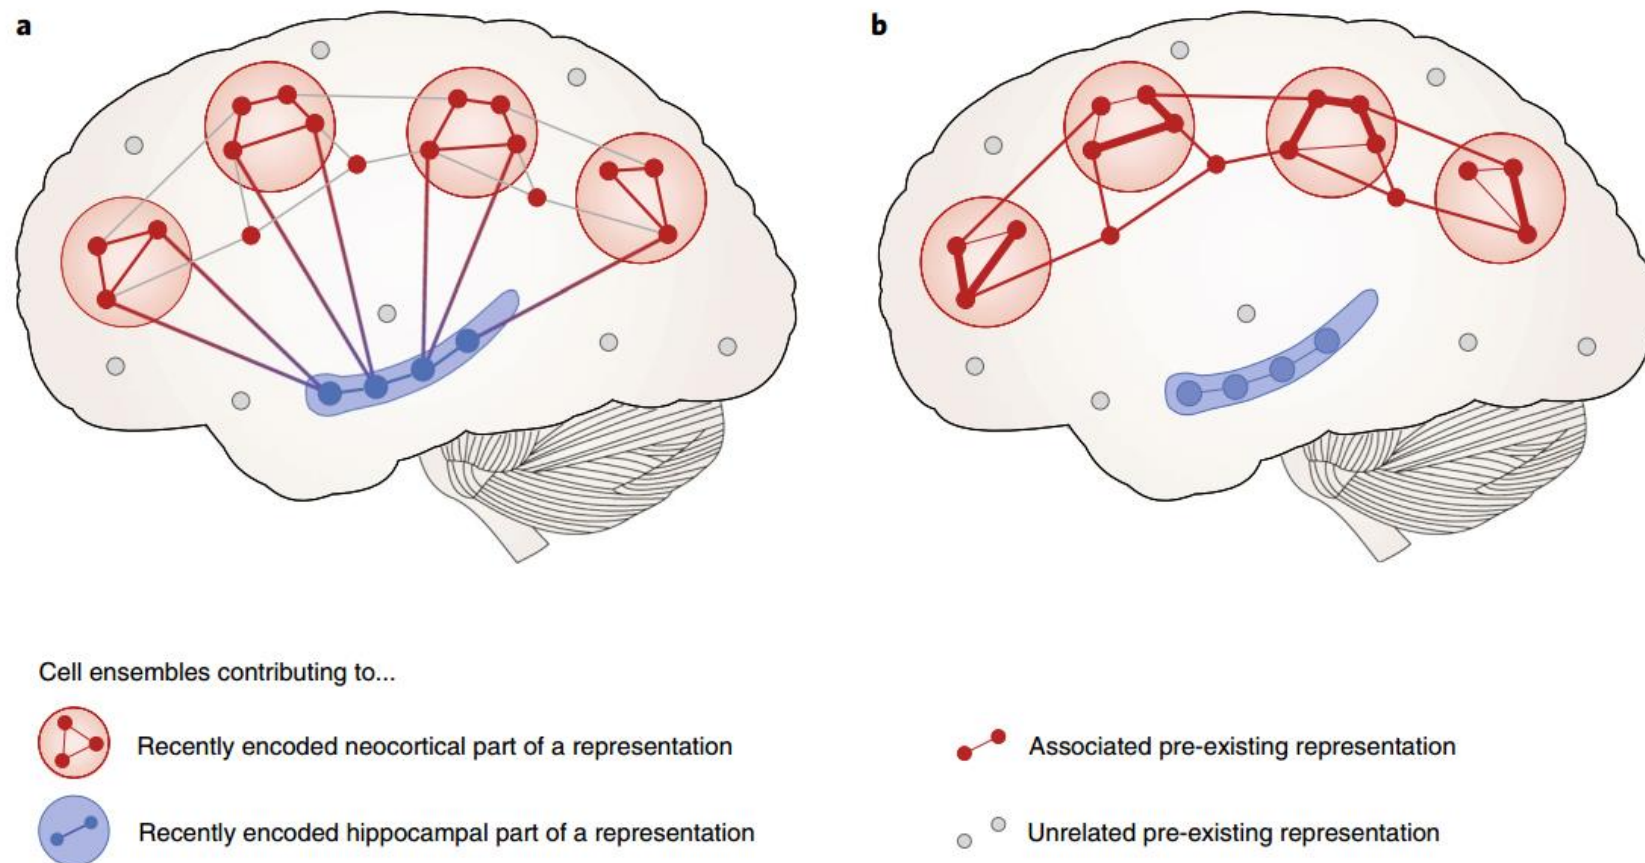 a
b
Cell ensembles contributing to...
Recently encoded neocortical part of a representation
Associated pre-existing representation
Recently encoded hippocampal part of a representation
Unrelated pre-existing representation